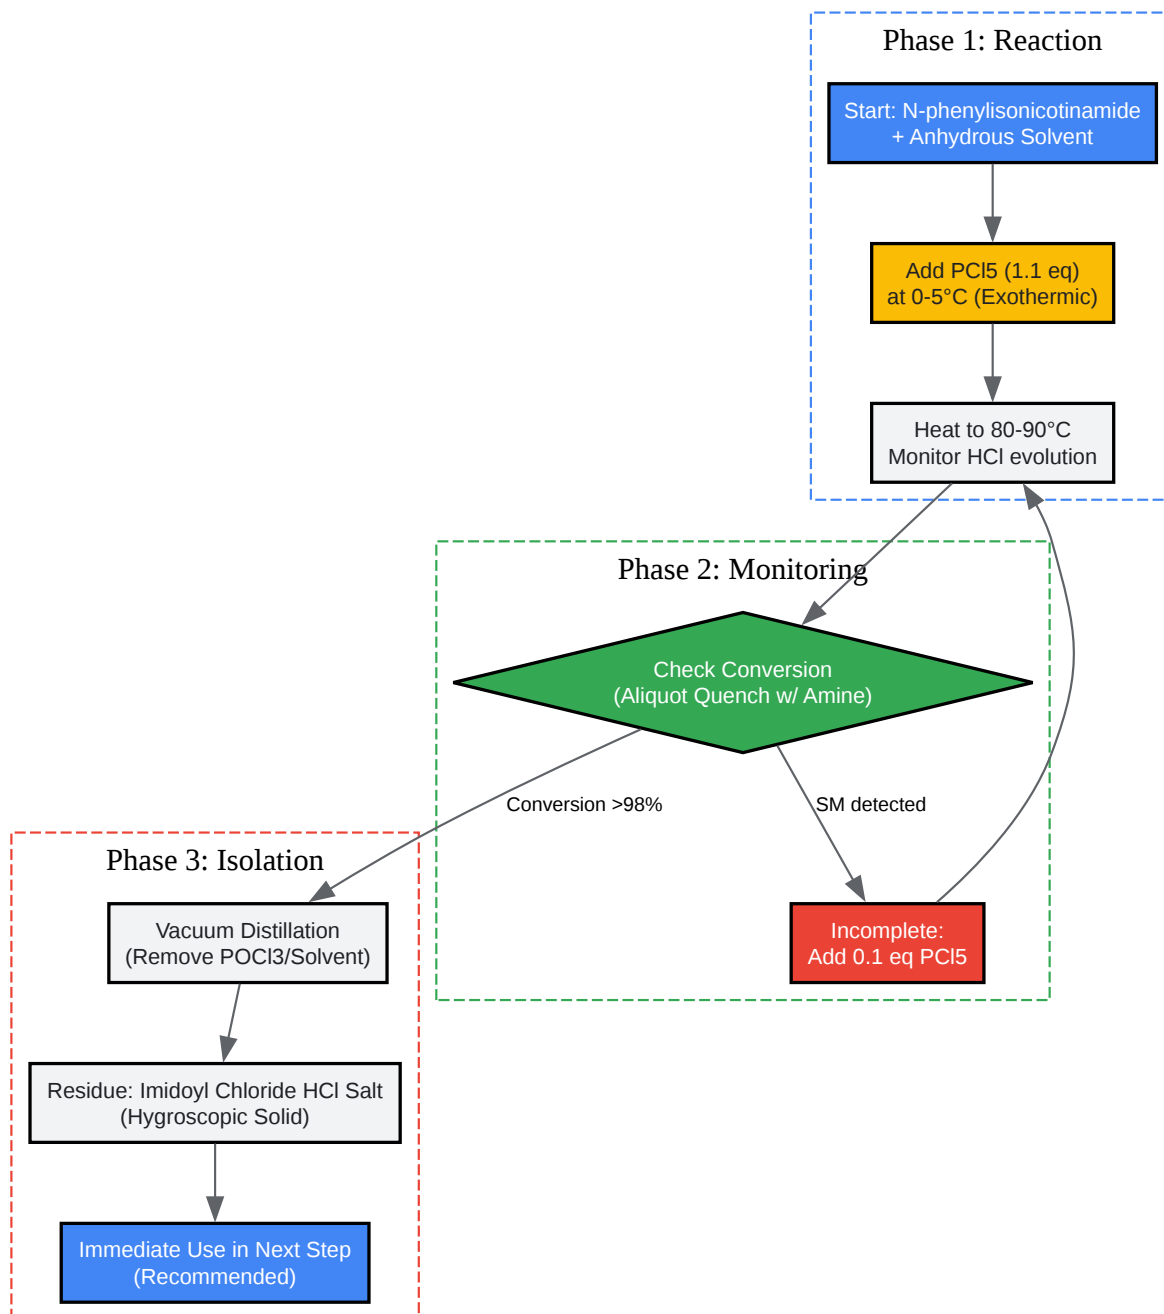 Phase 1: Reaction
Start: N-phenylisonicotinamide
+ Anhydrous Solvent
Add PCl5 (1.1 eq)
at 0-5°C (Exothermic)
Heat to 80-90°C
Monitor HCl evolution
Phase 2: Monitoring
Check Conversion
(Aliquot Quench w/ Amine)
Conversion >98%
SM detected
Incomplete:
Add 0.1 eq PCl5
Phase 3: Isolation
Vacuum Distillation
(Remove POCl3/Solvent)
Residue: Imidoyl Chloride HCl Salt
(Hygroscopic Solid)
Immediate Use in Next Step
(Recommended)